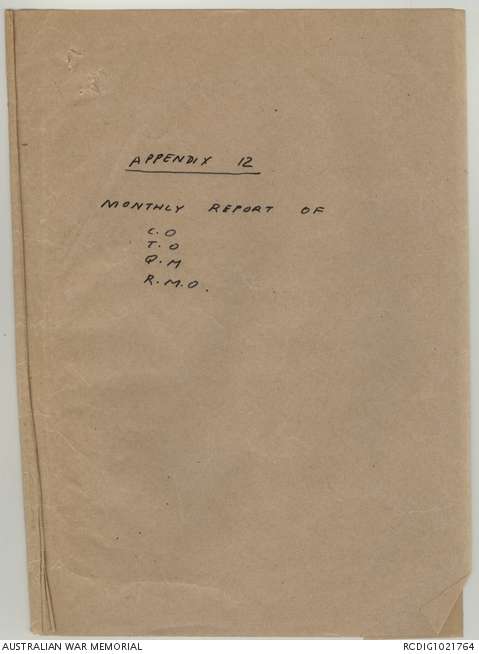 APPENDIX 12
MONTHLY REPORT OF
C.O
T.O
Q.M
R.M.O.
AUSTRALIAN WAR MEMORIAL
RCDIG1021764